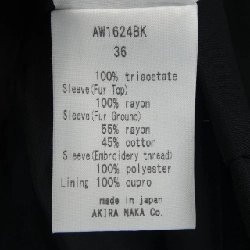 AW1624BK
36
100% triacetate
Sleeve(Fur Top)
100% rayon
Sleeve(Fur Ground)
55% rayon
45% cotton
Sleeve(Embroidery thread)
100% polyester
Lining 100% cupro
made in japan
AKIRA NAKA Co.